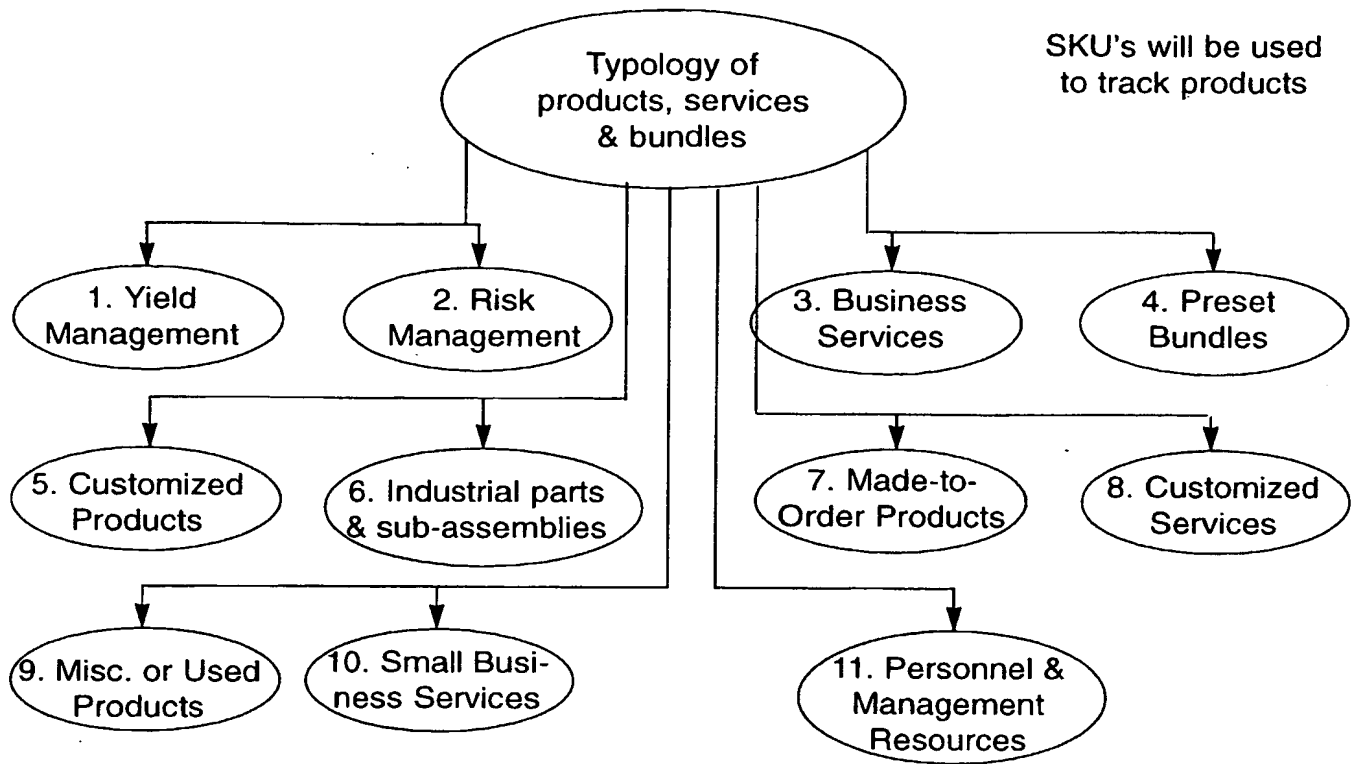 Typology of
products, services
& bundles
SKU's will be used
to track products
1. Yield
Management
2. Risk
Management
3. Business
Services
4. Preset
Bundles
5. Customized
Products
6. Industrial parts
& sub-assemblies
7. Made-to-
Order Products
8. Customized
Services
9. Misc. or Used
Products
10. Small Busi-
ness Services
11. Personnel &
Management
Resources